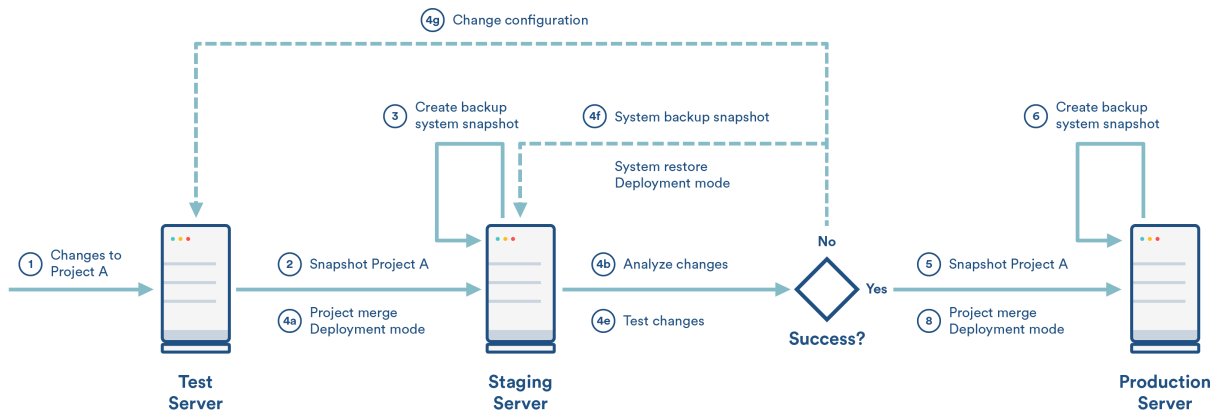 4g Change configuration
3 Create backup
system snapshot
4f System backup snapshot
6 Create backup
system snapshot
System restore
Deployment mode
No
1 Changes to
Project A
2 Snapshot Project A
4b Analyze changes
5 Snapshot Project A
Yes
4a Project merge
Deployment mode
4e Test changes
8 Project merge
Deployment mode
Success?
Test
Server
Staging
Server
Production
Server